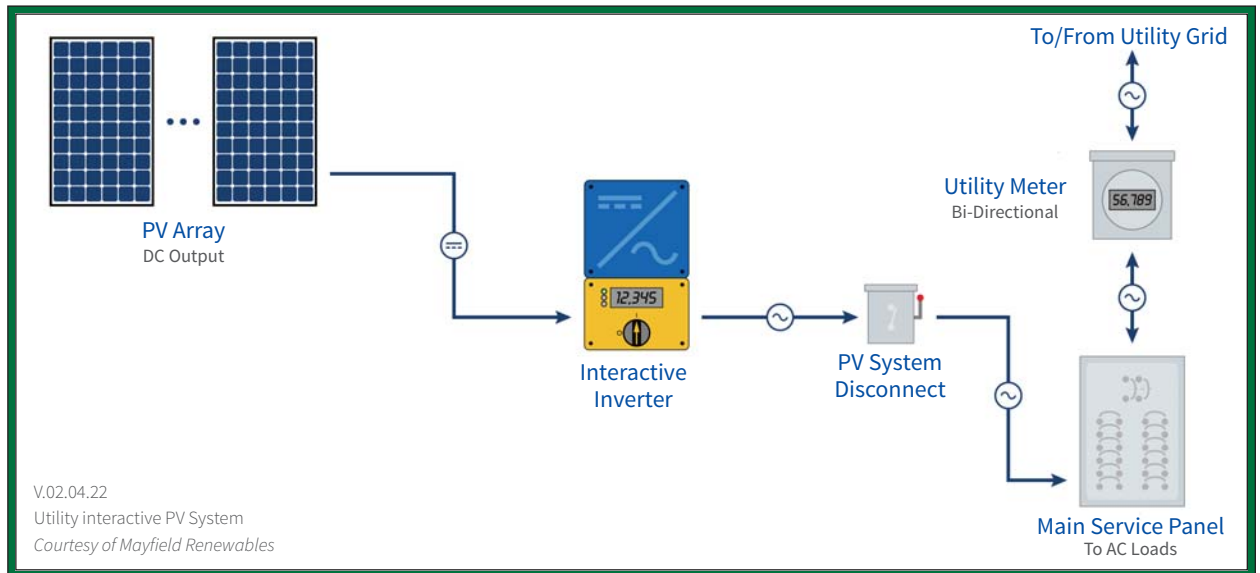 To/From Utility Grid
Utility Meter
Bi-Directional
56,789
PV Array
DC Output
12,345
Interactive
Inverter
PV System
Disconnect
Main Service Panel
To AC Loads
V.02.04.22
Utility interactive PV System
Courtesy of Mayfield Renewables